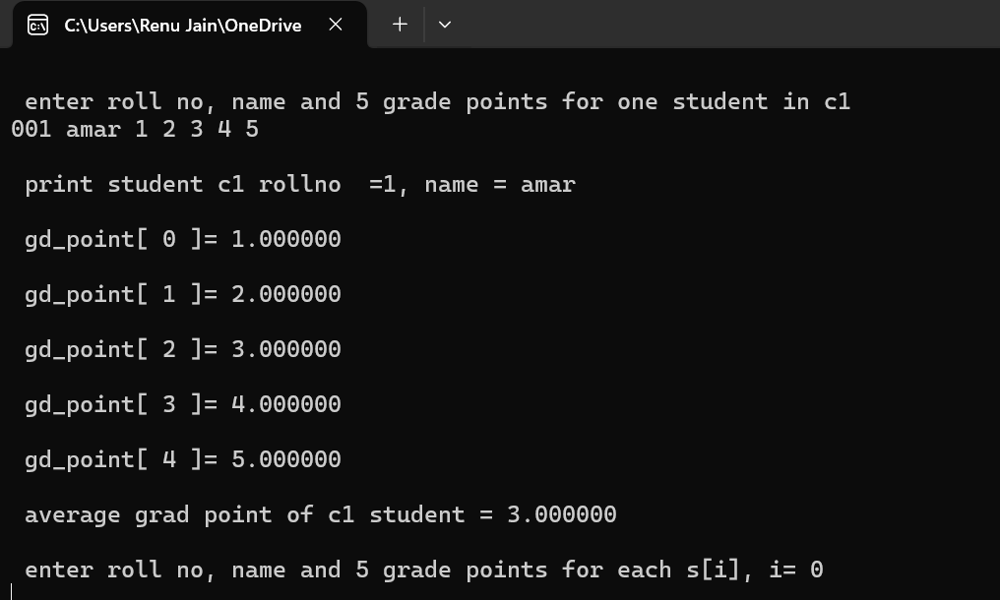 C:\Users\Renu Jain\OneDrive
enter roll no, name and 5 grade points for one student in c1
001 amar 1 2 3 4 5
print student c1 rollno  =1, name = amar
gd_point[ 0 ]= 1.000000
gd_point[ 1 ]= 2.000000
gd_point[ 2 ]= 3.000000
gd_point[ 3 ]= 4.000000
gd_point[ 4 ]= 5.000000
average grad point of c1 student = 3.000000
enter roll no, name and 5 grade points for each s[i], i= 0